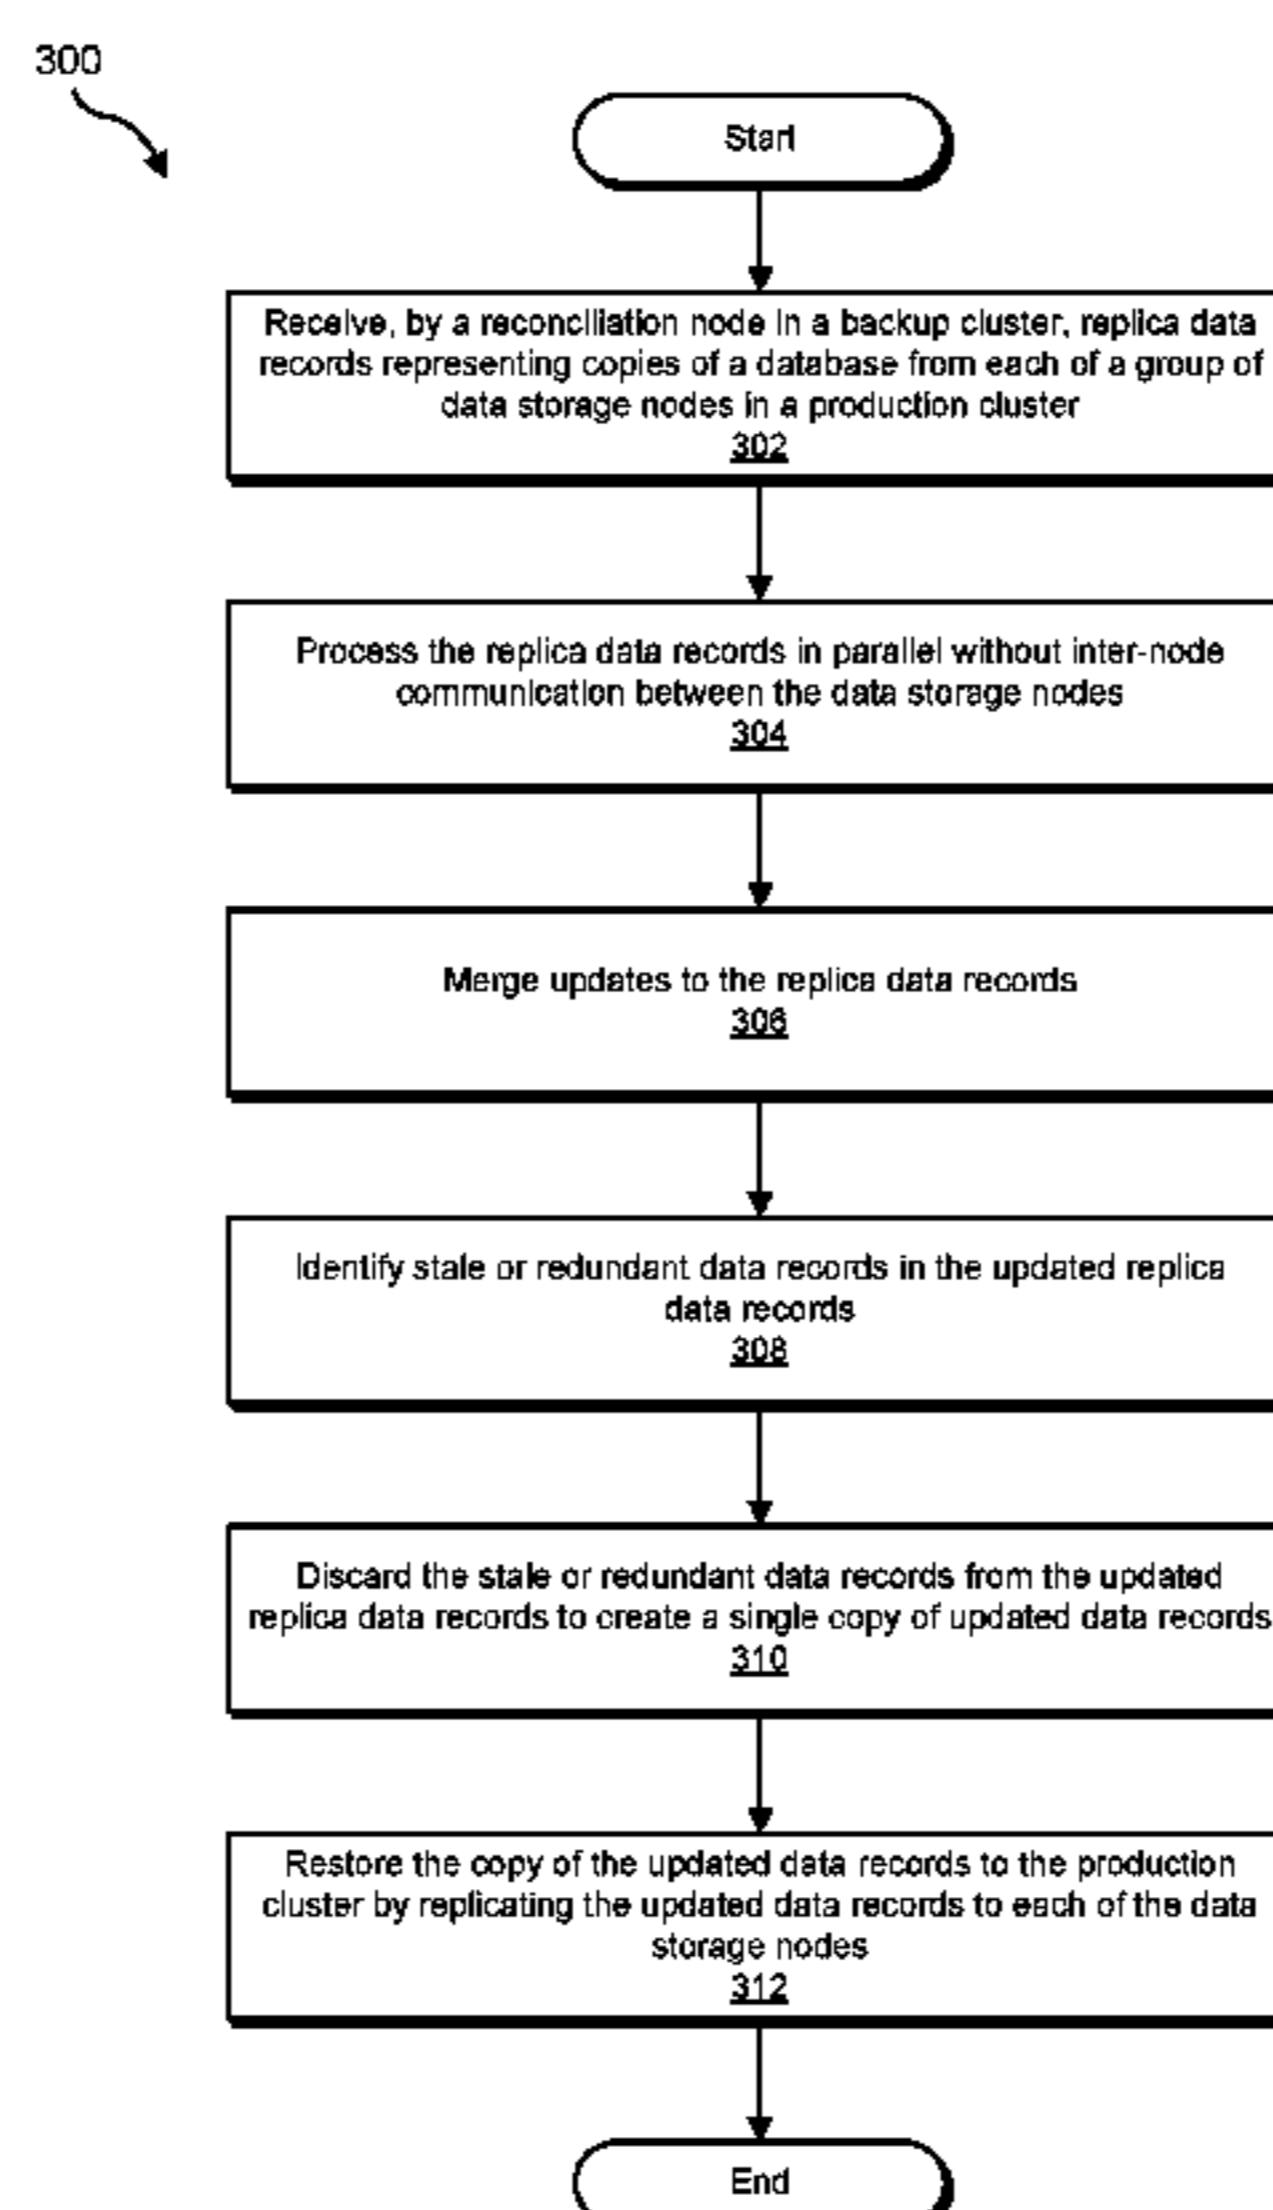 300
Start
Receive, by a reconciliation node in a backup cluster, replica data
records representing copies of a database from each of a group of
data storage nodes in a production cluster
302
Process the replica data records in parallel without inter-node
communication between the data storage nodes
304
Merge updates to the replica data records
306
Identify stale or redundant data records in the updated replica
data records
308
Discard the stale or redundant data records from the updated
replica data records to create a single copy of updated data records
310
Restore the copy of the updated data records to the production
cluster by replicating the updated data records to each of the data
storage nodes
312
End